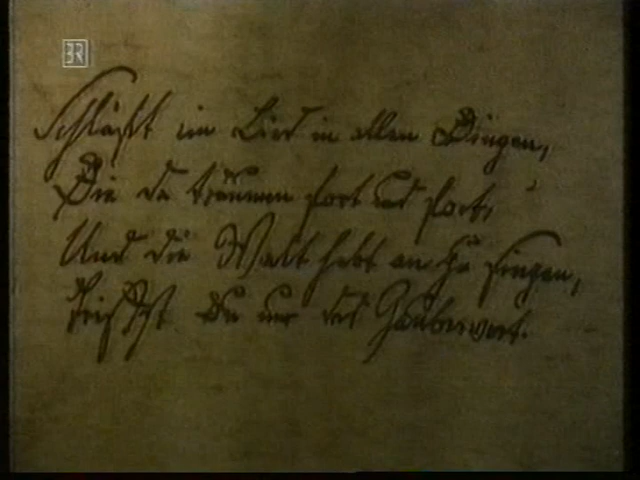 BR
Schläft ein Lied in allen Dingen,
Die da träumen fort und fort,
Und die Welt hebt an zu singen,
Triffst Du nur das Zauberwort.